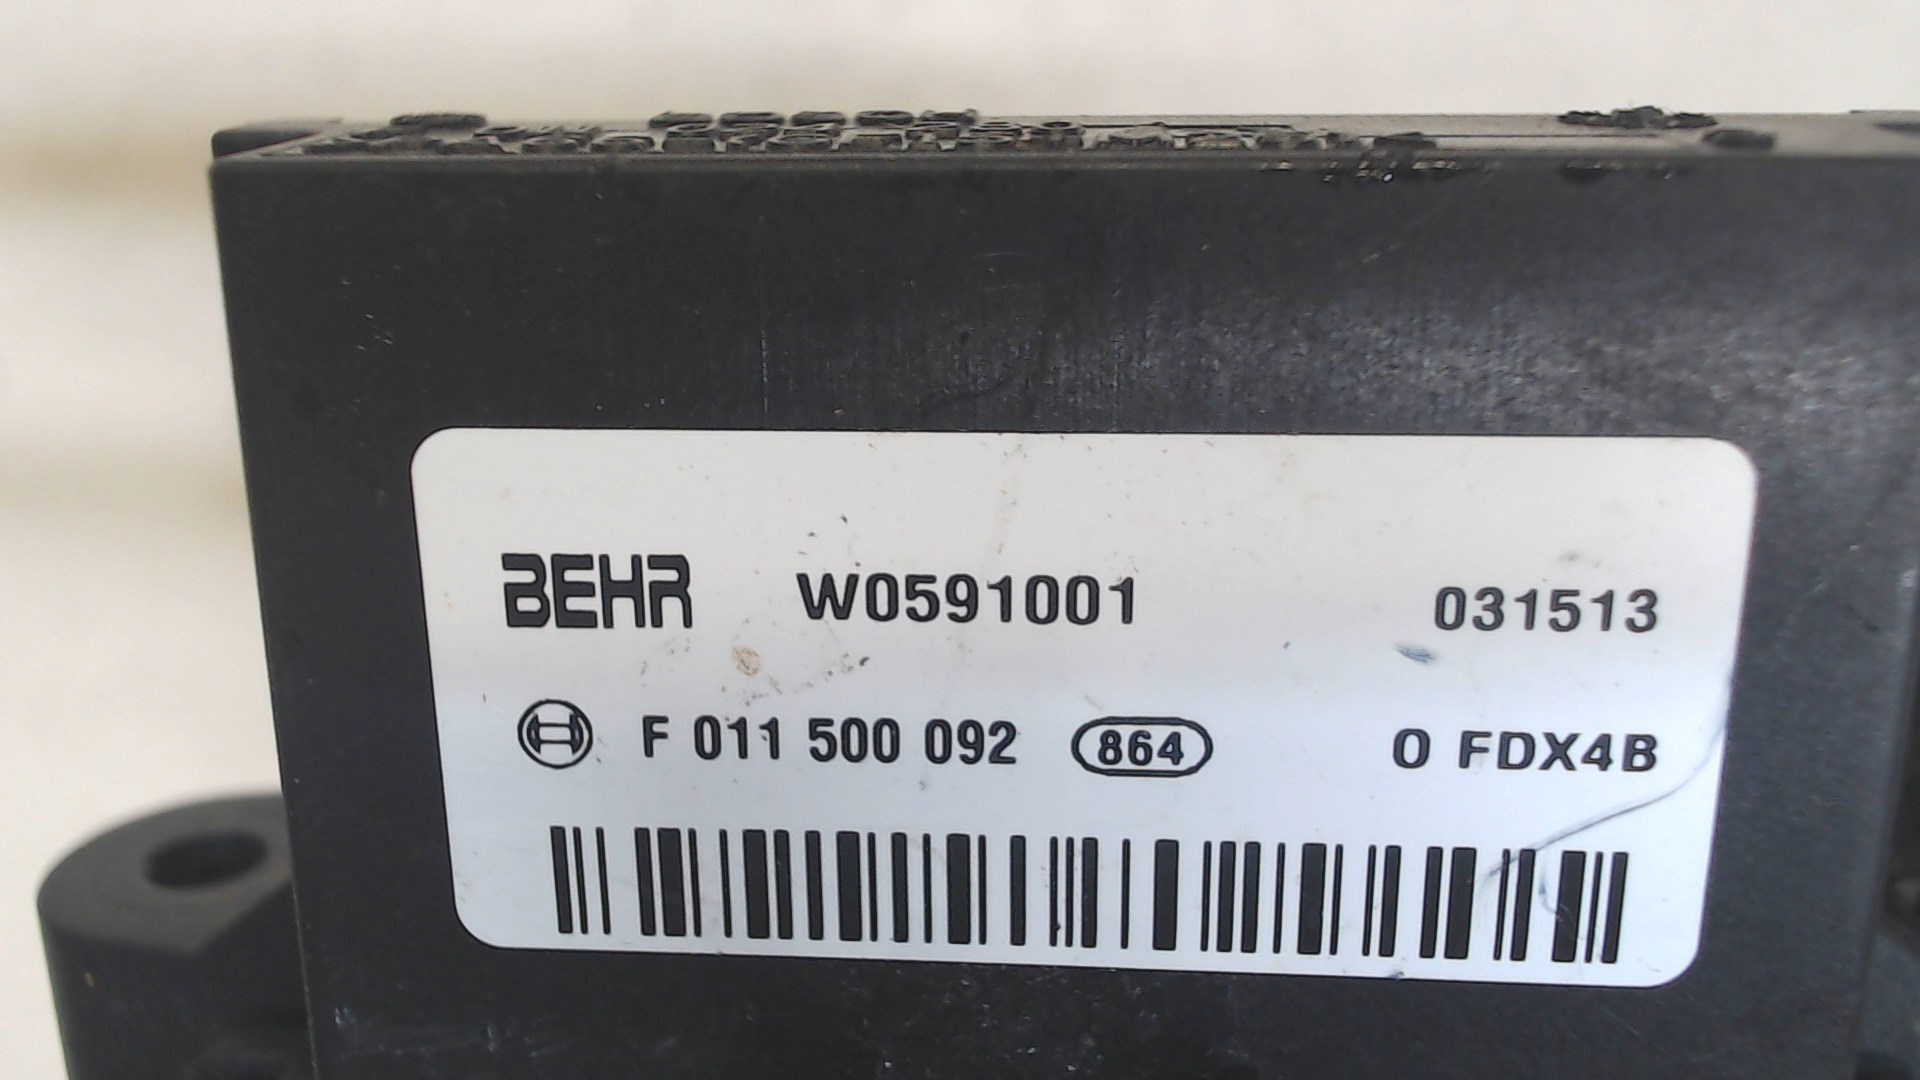 BEHR W0591001 031513
F 011 500 092 864 0 FDX4B